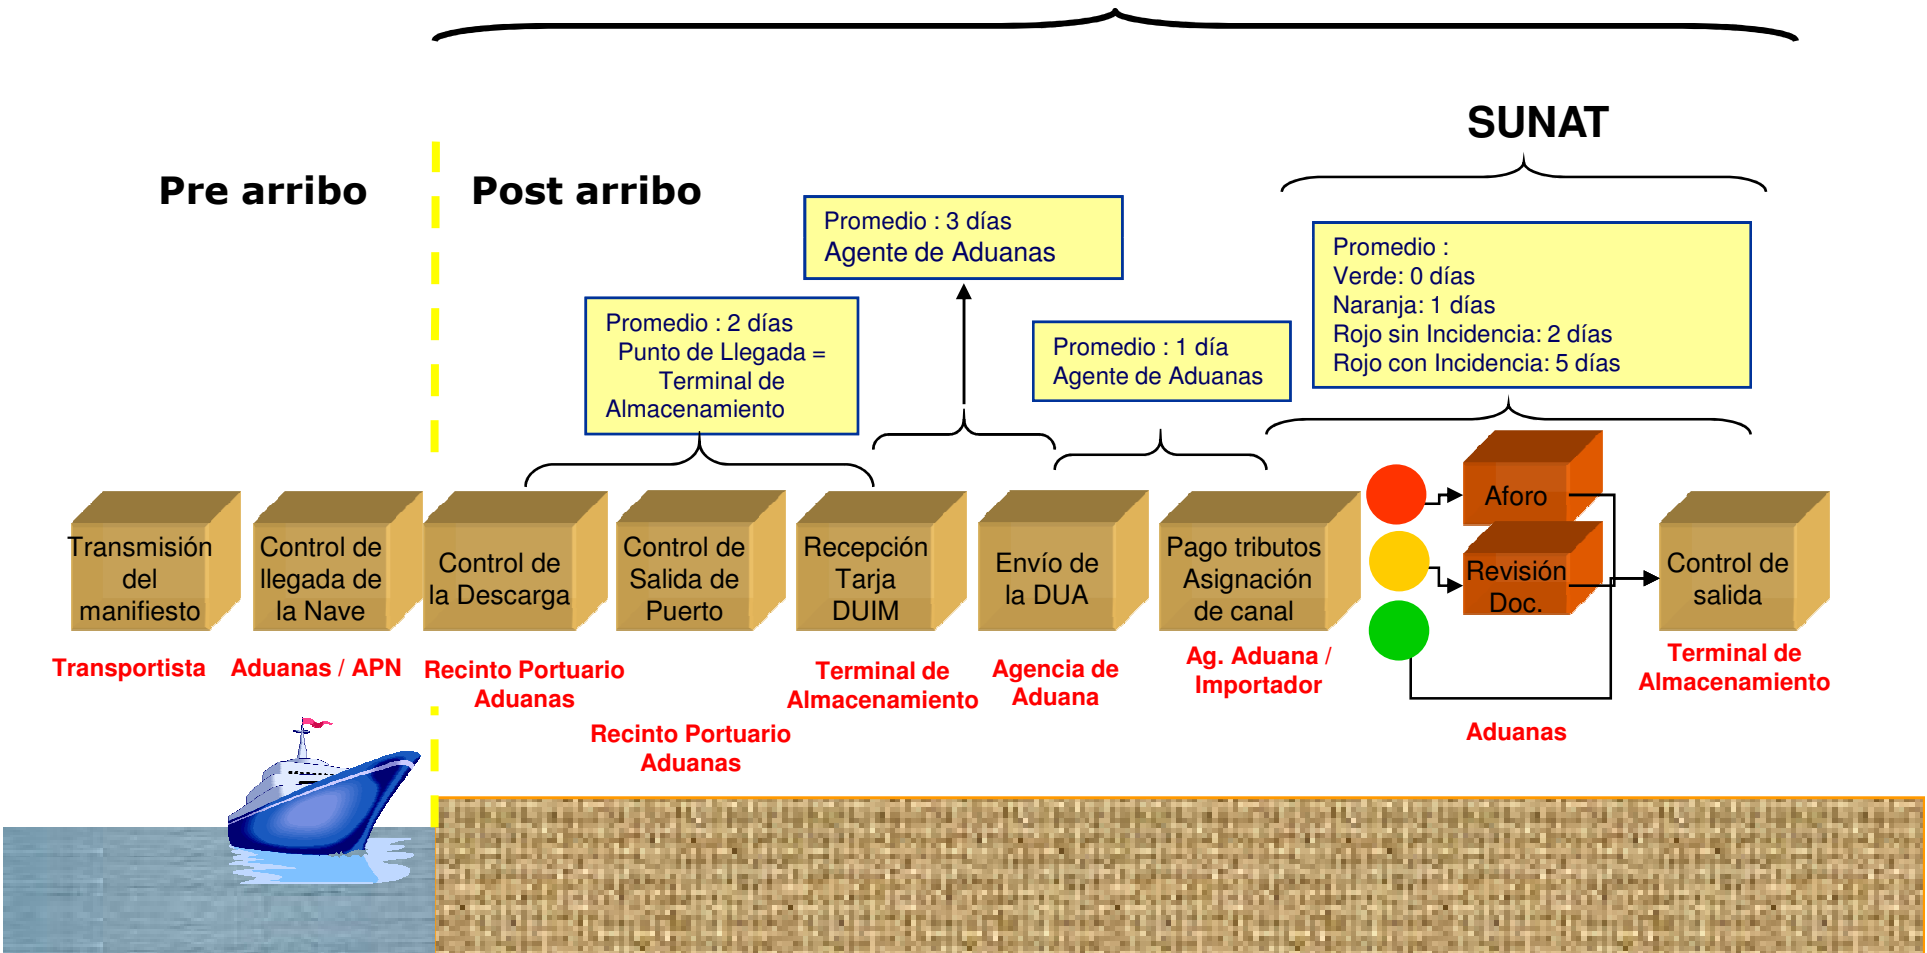 SUNAT
Pre arribo
Post arribo
Promedio : 3 días
Agente de Aduanas
Promedio :
Verde: 0 días
Naranja: 1 días
Rojo sin Incidencia: 2 días
Rojo con Incidencia: 5 días
Promedio : 2 días
Punto de Llegada =
Terminal de
Almacenamiento
Promedio : 1 día
Agente de Aduanas
Transmisión
del
manifiesto
Control de
llegada de
la Nave
Control de
la Descarga
Control de
Salida de
Puerto
Recepción
Tarja
DUIM
Envío de
la DUA
Pago tributos
Asignación
de canal
Aforo
Revisión
Doc.
Control de
salida
Transportista
Aduanas / APN
Recinto Portuario
Aduanas
Recinto Portuario
Aduanas
Terminal de
Almacenamiento
Agencia de
Aduana
Ag. Aduana /
Importador
Aduanas
Terminal de
Almacenamiento